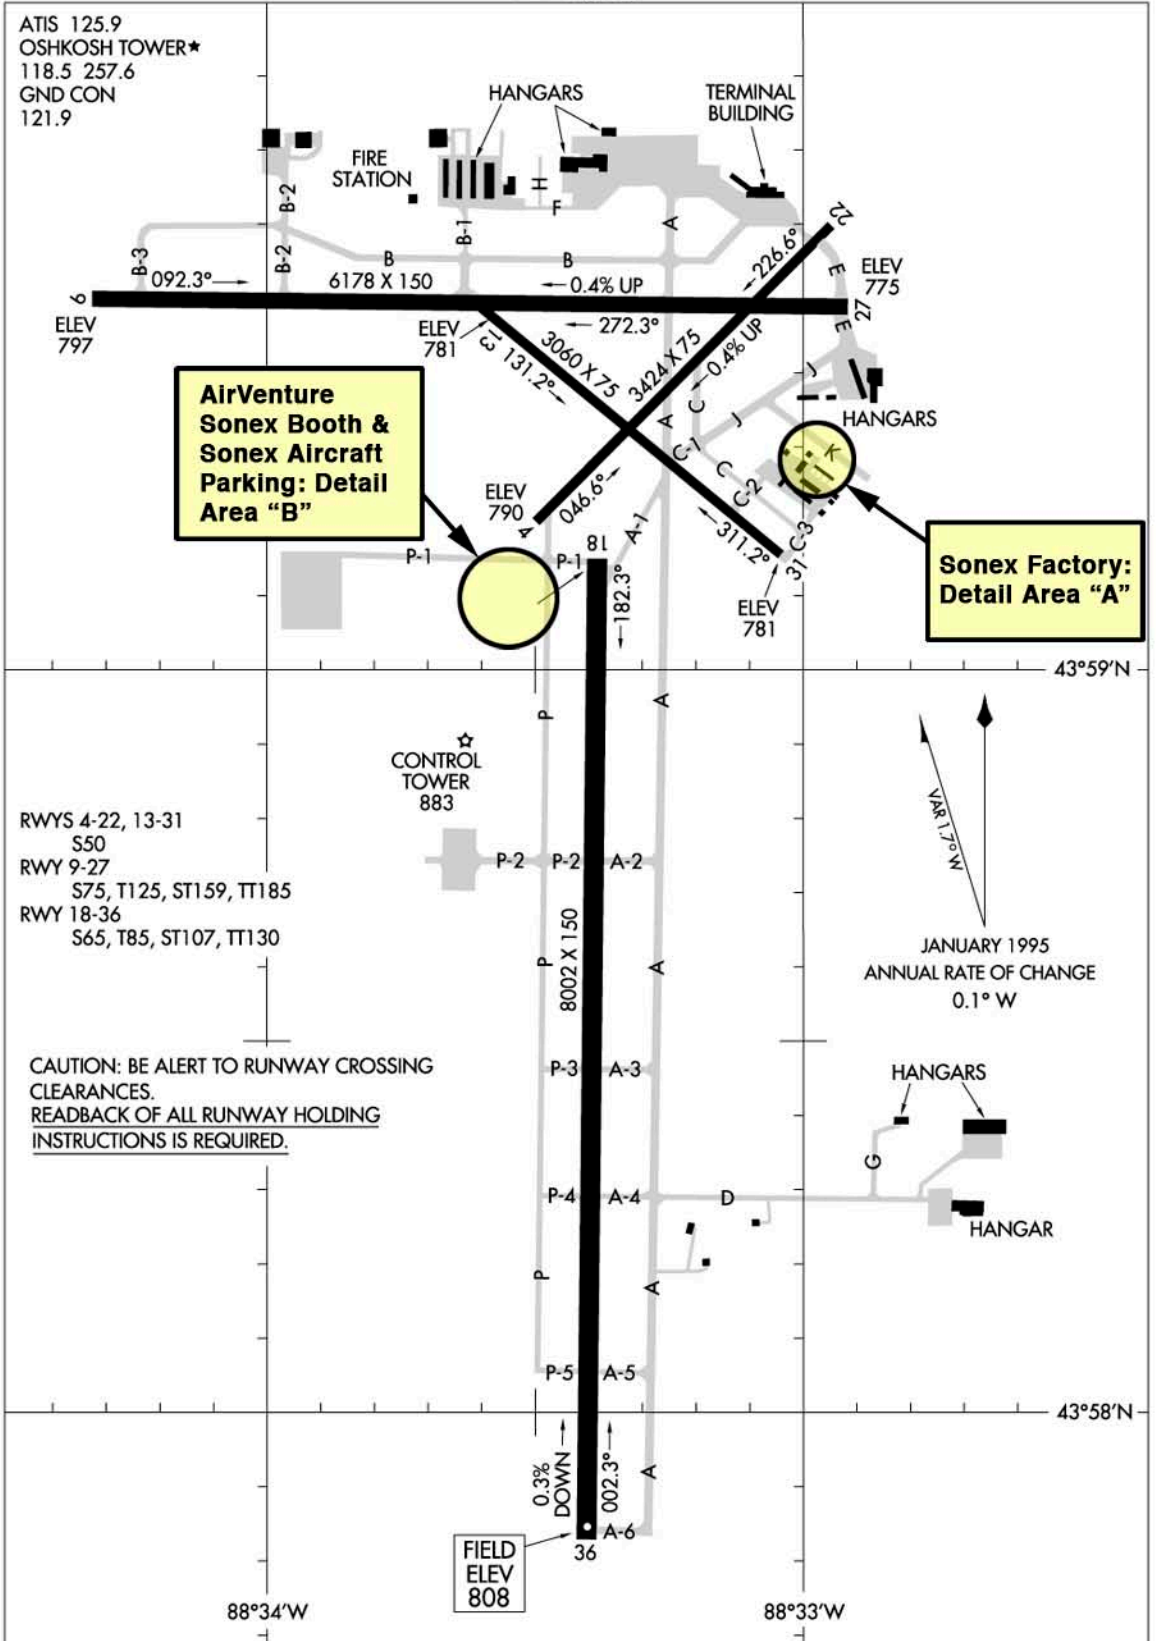 ATIS 125.9
OSHKOSH TOWER★
118.5 257.6
GND CON
121.9
HANGARS
TERMINAL
BUILDING
FIRE
STATION
B-2
H
F
A
22
B-3
B-2
B-1
B
B
226.6°
E
ELEV
775
092.3°
6178 X 150
0.4% UP
9
27
ELEV
797
272.3°
E
ELEV
781
13
131.2°
3060 X 75
3424 X 75
0.4% UP
J
AirVenture
Sonex Booth &
Sonex Aircraft
Parking: Detail
Area “B”
C
A
J
HANGARS
C-1
C
K
C-2
ELEV
790
4
046.6°
A-1
311.2°
C-3
31
P-1
P-1
18
182.3°
ELEV
781
Sonex Factory:
Detail Area “A”
43°59'N
P
A
CONTROL
TOWER
883
VAR 1.7° W
RWYS 4-22, 13-31
S50
RWY 9-27
S75, T125, ST159, TT185
RWY 18-36
S65, T85, ST107, TT130
P-2
P-2
A-2
8002 X 150
P
A
JANUARY 1995
ANNUAL RATE OF CHANGE
0.1° W
CAUTION: BE ALERT TO RUNWAY CROSSING
CLEARANCES.
READBACK OF ALL RUNWAY HOLDING
INSTRUCTIONS IS REQUIRED.
P-3
A-3
HANGARS
G
P-4
A-4
D
HANGAR
P
A
P-5
A-5
43°58'N
0.3%
DOWN
002.3°
A
A-6
36
FIELD
ELEV
808
88°34'W
88°33'W